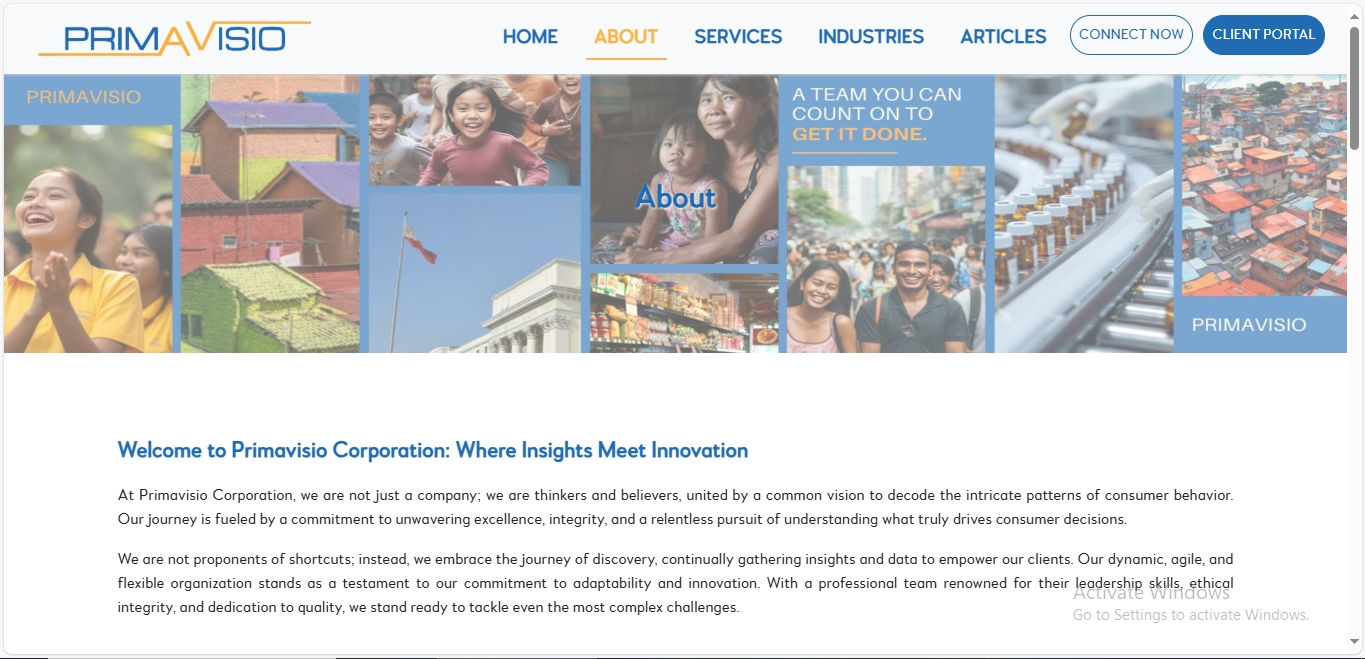 PRIMAVISIO
HOME
ABOUT
SERVICES
INDUSTRIES
ARTICLES
CONNECT NOW
CLIENT PORTAL
PRIMAVISIO
A TEAM YOU CAN
COUNT ON TO
GET IT DONE.
About
PRIMAVISIO
Welcome to Primavisio Corporation: Where Insights Meet Innovation
At Primavisio Corporation, we are not just a company; we are thinkers and believers, united by a common vision to decode the intricate patterns of consumer behavior.
Our journey is fueled by a commitment to unwavering excellence, integrity, and a relentless pursuit of understanding what truly drives consumer decisions.
We are not proponents of shortcuts; instead, we embrace the journey of discovery, continually gathering insights and data to empower our clients. Our dynamic, agile, and
flexible organization stands as a testament to our commitment to adaptability and innovation. With a professional team renowned for their leadership skills, ethical
integrity, and dedication to quality, we stand ready to tackle even the most complex challenges.
Activate Windows
Go to Settings to activate Windows.